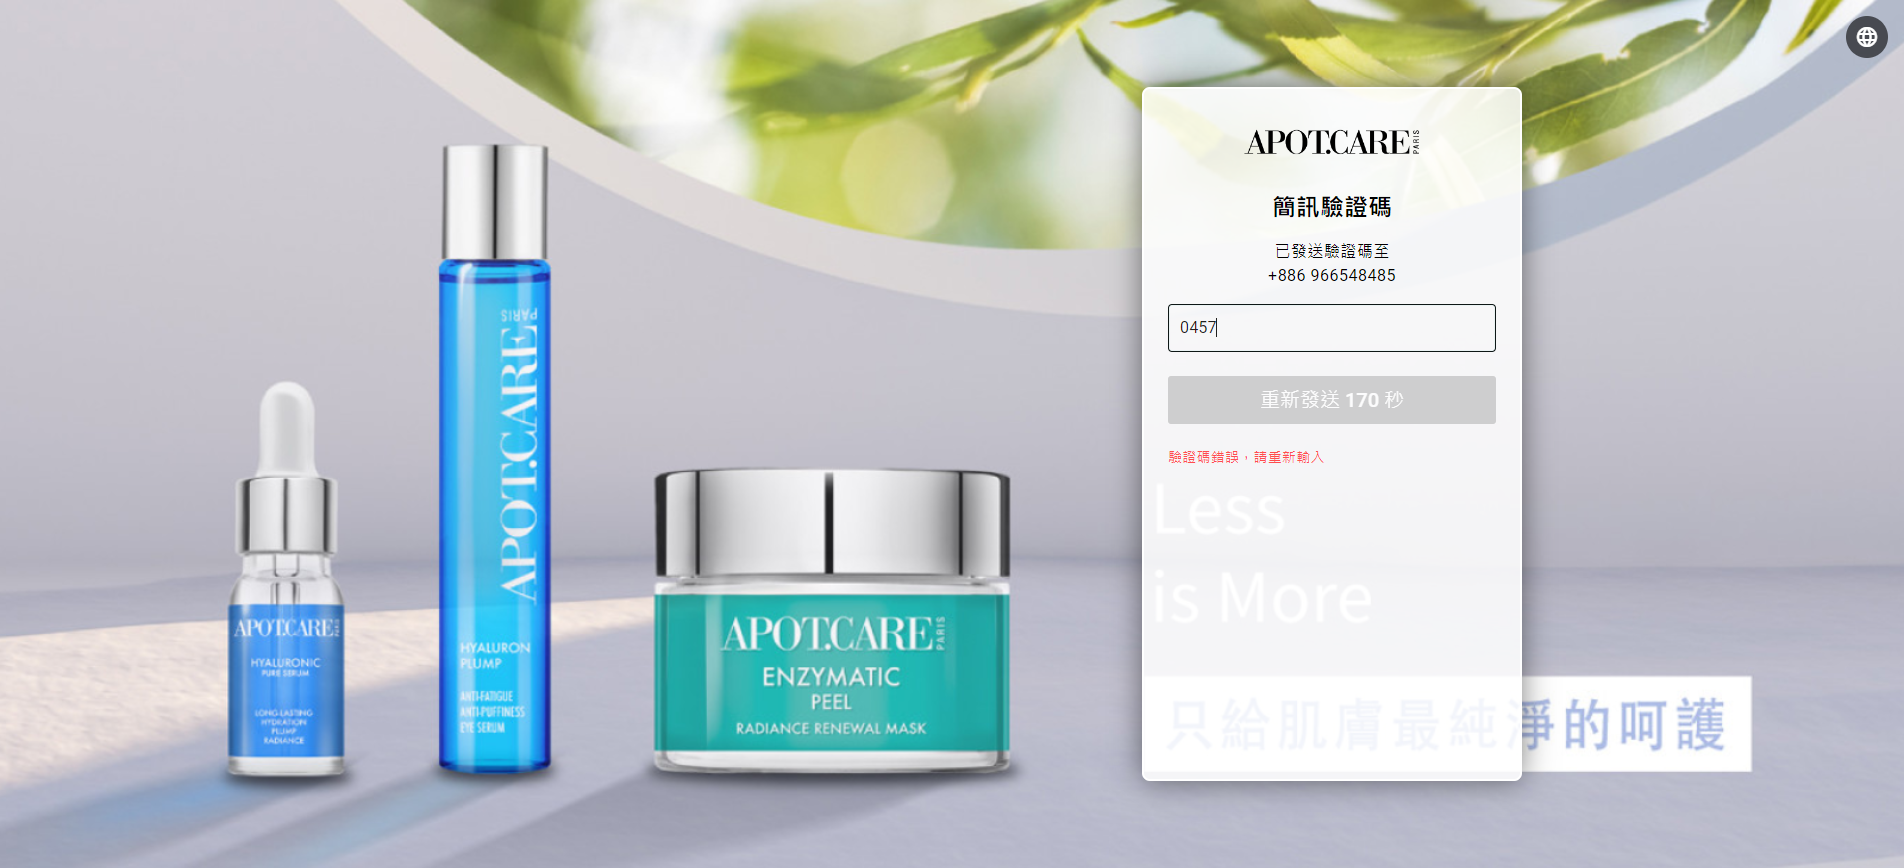 APOT.CARE PARIS
簡訊驗證碼
已發送驗證碼至
+886 966548485
0457
重新發送 170 秒
驗證碼錯誤，請重新輸入
Less
is More
只給肌膚最純淨的呵護
APOT.CARE PARIS
HYALURONIC
PURE SERUM
LONG-LASTING
HYDRATION
PLUMP
RADIANCE
APOT.CARE PARIS
HYALURON
PLUMP
ANTI-FATIGUE
ANTI-PUFFINESS
EYE SERUM
APOT.CARE PARIS
ENZYMATIC
PEEL
RADIANCE RENEWAL MASK